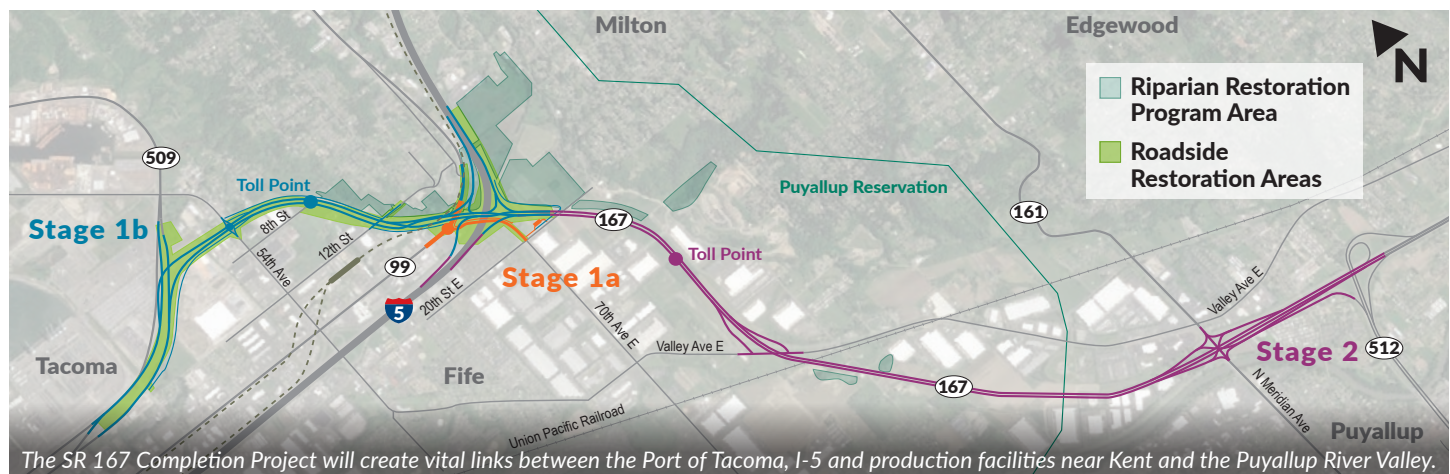 Milton
Edgewood
N
Riparian Restoration
Program Area
Roadside
Restoration Areas
509
Toll Point
Puyallup Reservation
161
Stage 1b
8th St
54th Ave
12th St
99
167
Toll Point
Stage 1a
5
20th St E
70th Ave E
Valley Ave E
Valley Ave E
Stage 2
512
Tacoma
Fife
167
N Meridian Ave
Union Pacific Railroad
Puyallup
The SR 167 Completion Project will create vital links between the Port of Tacoma, I-5 and production facilities near Kent and the Puyallup River Valley.